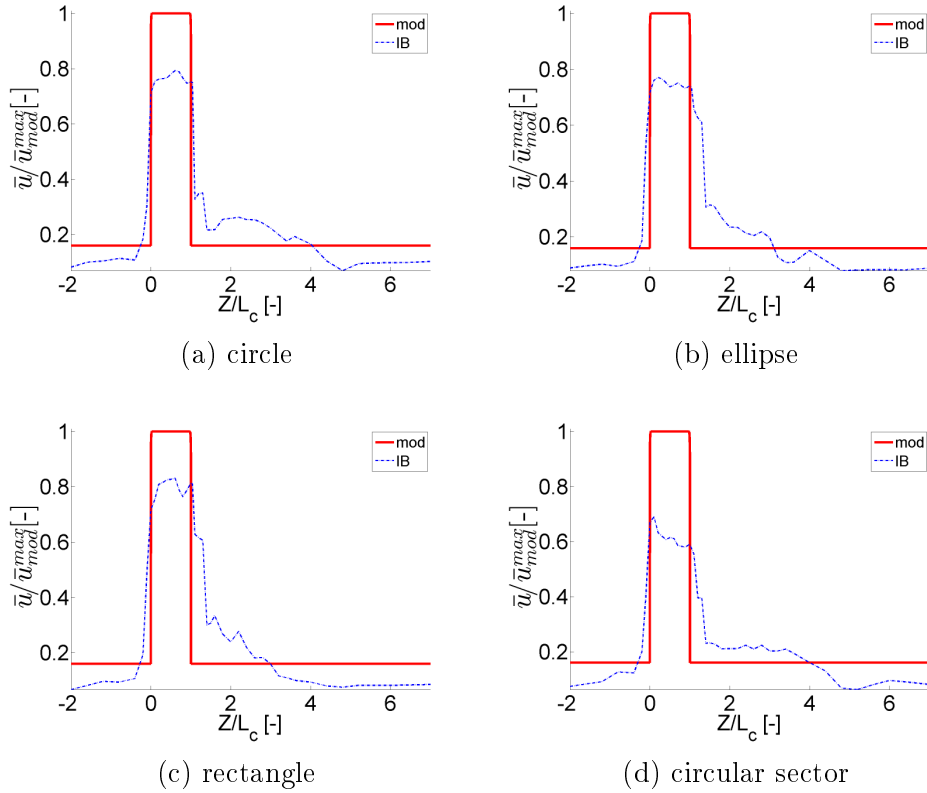 1
0.8
0.6
0.4
0.2
-2 0 2 4 6
Z/L_c [-]
ū/ū_mod^max[-]
mod
IB
(a) circle
1
0.8
0.6
0.4
0.2
-2 0 2 4 6
Z/L_c [-]
ū/ū_mod^max[-]
mod
IB
(b) ellipse
1
0.8
0.6
0.4
0.2
-2 0 2 4 6
Z/L_c [-]
ū/ū_mod^max[-]
mod
IB
(c) rectangle
1
0.8
0.6
0.4
0.2
-2 0 2 4 6
Z/L_c [-]
ū/ū_mod^max[-]
mod
IB
(d) circular sector